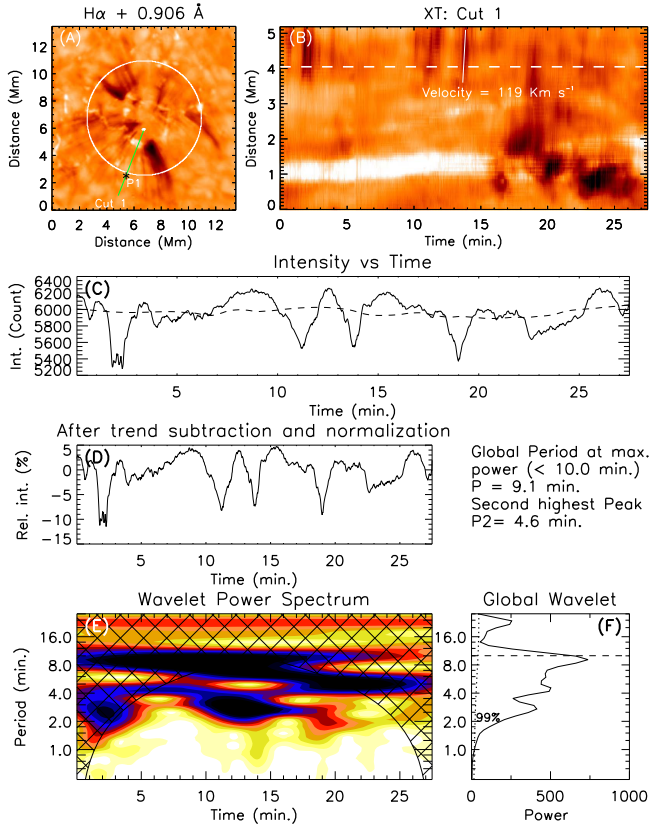 Hα + 0.906 Å
XT: Cut 1
(A)
P1
Cut 1
Distance (Mm)
0 2 4 6 8 10 12
0 2 4 6 8 10 12
Distance (Mm)
(B)
Velocity = 119 Km s⁻¹
Distance (Mm)
0 1 2 3 4 5
0 5 10 15 20 25
Time (min.)
Intensity vs Time
(C)
Int. (Count)
6400
6200
6000
5800
5600
5400
5200
5 10 15 20 25
Time (min.)
After trend subtraction and normalization
(D)
Rel. int. (%)
5
0
−5
−10
−15
5 10 15 20 25
Time (min.)
Global Period at max.
power (< 10.0 min.)
P = 9.1 min.
Second highest Peak
P2= 4.6 min.
Wavelet Power Spectrum
(E)
Period (min.)
16.0
8.0
4.0
2.0
1.0
5 10 15 20 25
Time (min.)
Global Wavelet
(F)
16.0
8.0
4.0
2.0
1.0
99%
0 500 1000
Power